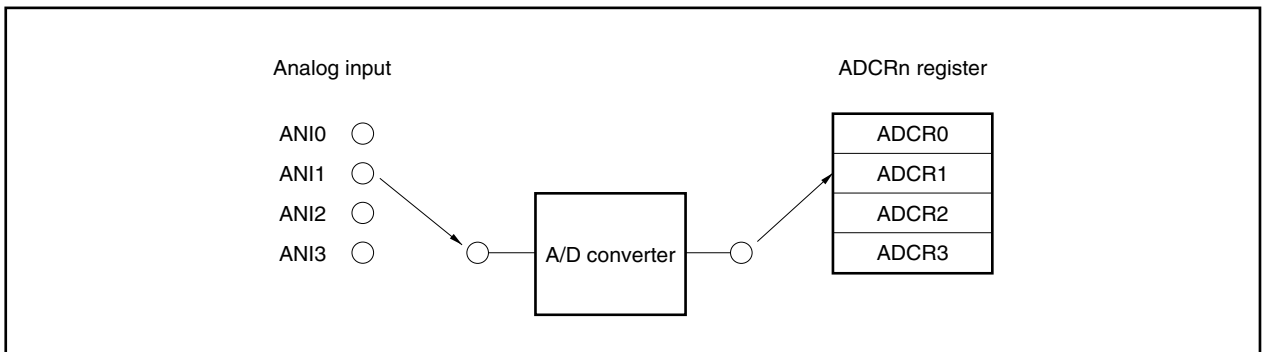 Analog input
ADCRn register
ANI0
ANI1
ANI2
ANI3
A/D converter
ADCR0
ADCR1
ADCR2
ADCR3